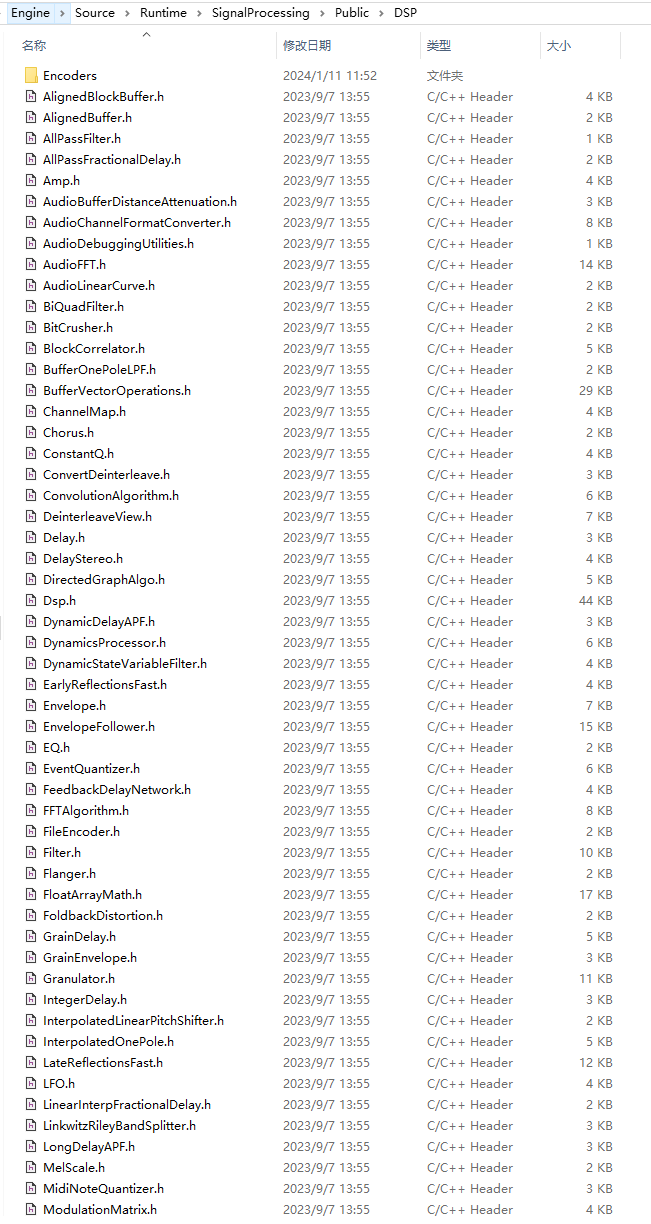 Engine > Source > Runtime > SignalProcessing > Public > DSP
名称 修改日期 类型 大小
Encoders 2024/1/11 11:52 文件夹
AlignedBlockBuffer.h 2023/9/7 13:55 C/C++ Header 4 KB
AlignedBuffer.h 2023/9/7 13:55 C/C++ Header 2 KB
AllPassFilter.h 2023/9/7 13:55 C/C++ Header 1 KB
AllPassFractionalDelay.h 2023/9/7 13:55 C/C++ Header 2 KB
Amp.h 2023/9/7 13:55 C/C++ Header 4 KB
AudioBufferDistanceAttenuation.h 2023/9/7 13:55 C/C++ Header 3 KB
AudioChannelFormatConverter.h 2023/9/7 13:55 C/C++ Header 8 KB
AudioDebuggingUtilities.h 2023/9/7 13:55 C/C++ Header 1 KB
AudioFFT.h 2023/9/7 13:55 C/C++ Header 14 KB
AudioLinearCurve.h 2023/9/7 13:55 C/C++ Header 2 KB
BiQuadFilter.h 2023/9/7 13:55 C/C++ Header 2 KB
BitCrusher.h 2023/9/7 13:55 C/C++ Header 2 KB
BlockCorrelator.h 2023/9/7 13:55 C/C++ Header 5 KB
BufferOnePoleLPF.h 2023/9/7 13:55 C/C++ Header 2 KB
BufferVectorOperations.h 2023/9/7 13:55 C/C++ Header 29 KB
ChannelMap.h 2023/9/7 13:55 C/C++ Header 4 KB
Chorus.h 2023/9/7 13:55 C/C++ Header 2 KB
ConstantQ.h 2023/9/7 13:55 C/C++ Header 4 KB
ConvertDeinterleave.h 2023/9/7 13:55 C/C++ Header 3 KB
ConvolutionAlgorithm.h 2023/9/7 13:55 C/C++ Header 6 KB
DeinterleaveView.h 2023/9/7 13:55 C/C++ Header 7 KB
Delay.h 2023/9/7 13:55 C/C++ Header 3 KB
DelayStereo.h 2023/9/7 13:55 C/C++ Header 4 KB
DirectedGraphAlgo.h 2023/9/7 13:55 C/C++ Header 5 KB
Dsp.h 2023/9/7 13:55 C/C++ Header 44 KB
DynamicDelayAPF.h 2023/9/7 13:55 C/C++ Header 3 KB
DynamicsProcessor.h 2023/9/7 13:55 C/C++ Header 6 KB
DynamicStateVariableFilter.h 2023/9/7 13:55 C/C++ Header 4 KB
EarlyReflectionsFast.h 2023/9/7 13:55 C/C++ Header 4 KB
Envelope.h 2023/9/7 13:55 C/C++ Header 7 KB
EnvelopeFollower.h 2023/9/7 13:55 C/C++ Header 15 KB
EQ.h 2023/9/7 13:55 C/C++ Header 2 KB
EventQuantizer.h 2023/9/7 13:55 C/C++ Header 6 KB
FeedbackDelayNetwork.h 2023/9/7 13:55 C/C++ Header 4 KB
FFTAlgorithm.h 2023/9/7 13:55 C/C++ Header 8 KB
FileEncoder.h 2023/9/7 13:55 C/C++ Header 2 KB
Filter.h 2023/9/7 13:55 C/C++ Header 10 KB
Flanger.h 2023/9/7 13:55 C/C++ Header 2 KB
FloatArrayMath.h 2023/9/7 13:55 C/C++ Header 17 KB
FoldbackDistortion.h 2023/9/7 13:55 C/C++ Header 2 KB
GrainDelay.h 2023/9/7 13:55 C/C++ Header 5 KB
GrainEnvelope.h 2023/9/7 13:55 C/C++ Header 3 KB
Granulator.h 2023/9/7 13:55 C/C++ Header 11 KB
IntegerDelay.h 2023/9/7 13:55 C/C++ Header 3 KB
InterpolatedLinearPitchShifter.h 2023/9/7 13:55 C/C++ Header 2 KB
InterpolatedOnePole.h 2023/9/7 13:55 C/C++ Header 5 KB
LateReflectionsFast.h 2023/9/7 13:55 C/C++ Header 12 KB
LFO.h 2023/9/7 13:55 C/C++ Header 4 KB
LinearInterpFractionalDelay.h 2023/9/7 13:55 C/C++ Header 2 KB
LinkwitzRileyBandSplitter.h 2023/9/7 13:55 C/C++ Header 3 KB
LongDelayAPF.h 2023/9/7 13:55 C/C++ Header 3 KB
MelScale.h 2023/9/7 13:55 C/C++ Header 2 KB
MidiNoteQuantizer.h 2023/9/7 13:55 C/C++ Header 3 KB
ModulationMatrix.h 2023/9/7 13:55 C/C++ Header 4 KB